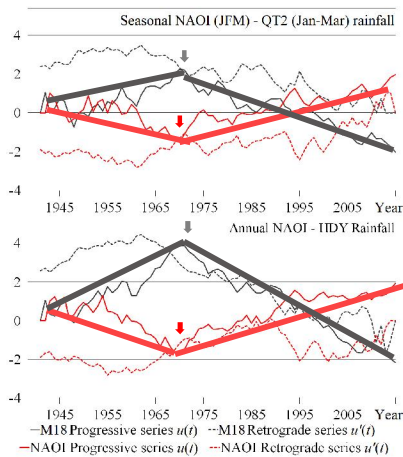 Seasonal NAOI (JFM) - QT2 (Jan-Mar) rainfall
4
2
0
-2
-4
1945 1955 1965 1975 1985 1995 2005 Year
Annual NAOI - HDY Rainfall
4
2
0
-2
-4
1945 1955 1965 1975 1985 1995 2005 Year
M18 Progressive series u(t) M18 Retrograde series u'(t)
NAOI Progressive series u(t) NAOI Retrograde series u'(t)